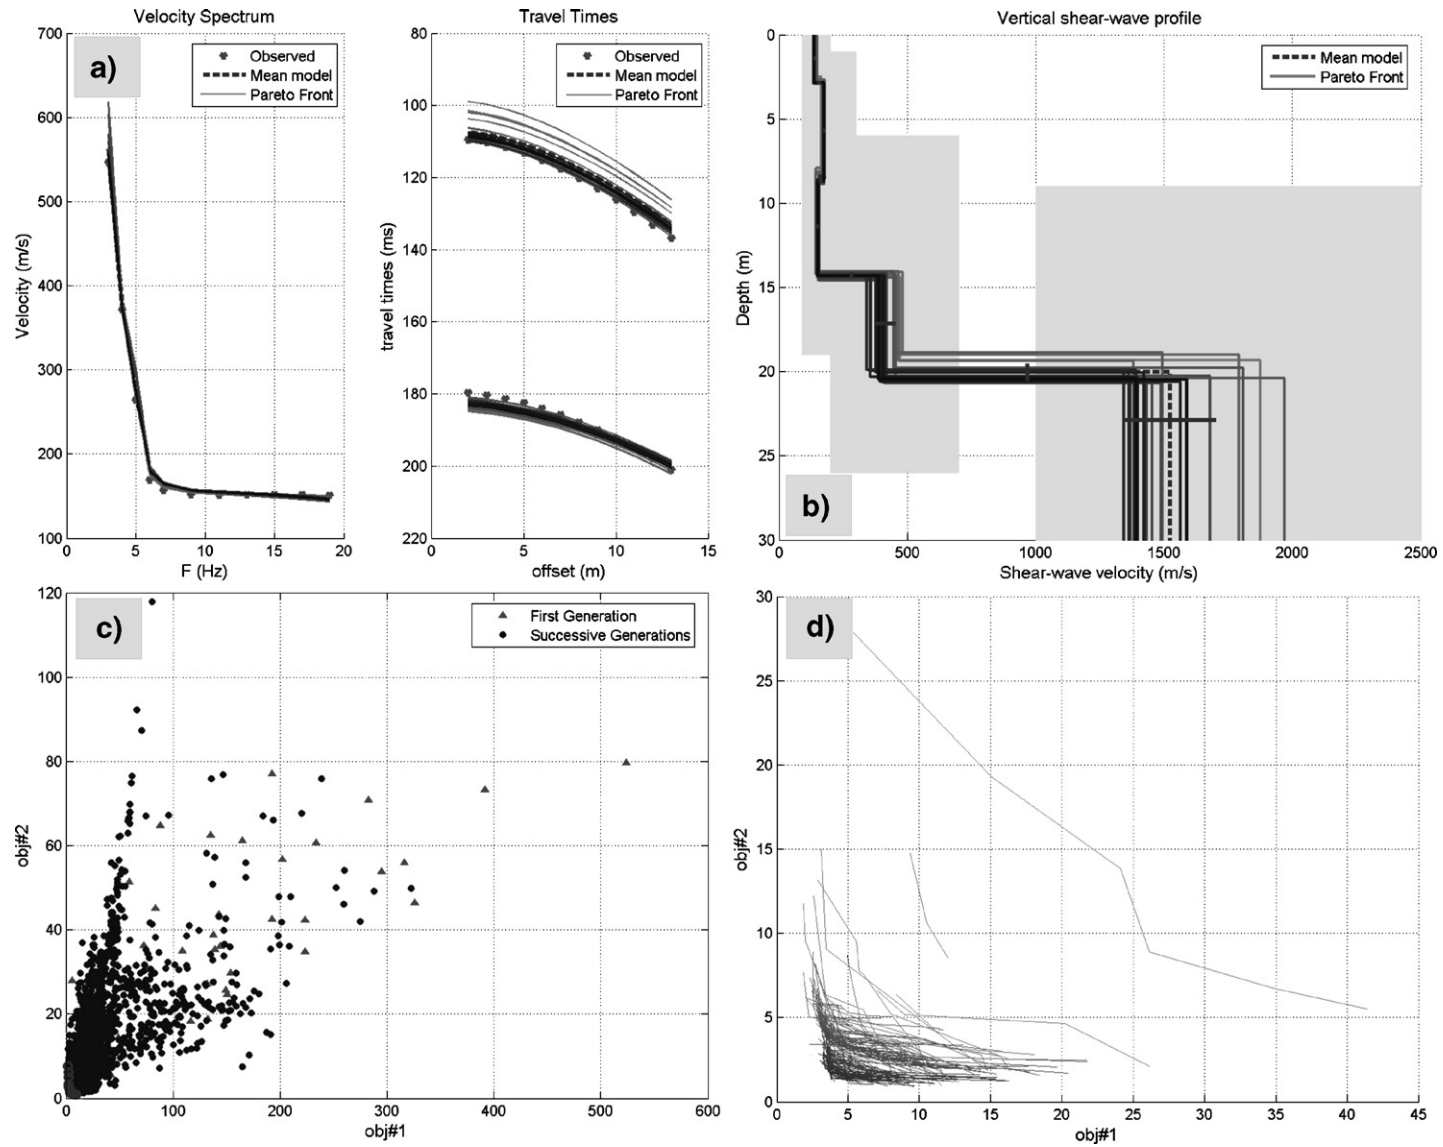 Velocity Spectrum
a)
Observed
Mean model
Pareto Front
700
600
500
400
300
200
100
0
5
10
15
20
Velocity (m/s)
F (Hz)
Travel Times
Observed
Mean model
Pareto Front
80
100
120
140
160
180
200
220
0
5
10
15
travel times (ms)
offset (m)
Vertical shear-wave profile
Mean model
Pareto Front
0
5
10
15
20
25
30
0
500
1000
1500
2000
2500
Depth (m)
Shear-wave velocity (m/s)
b)
c)
First Generation
Successive Generations
120
100
80
60
40
20
0
0
100
200
300
400
500
600
obj#2
obj#1
d)
30
25
20
15
10
5
0
0
5
10
15
20
25
30
35
40
45
obj#2
obj#1